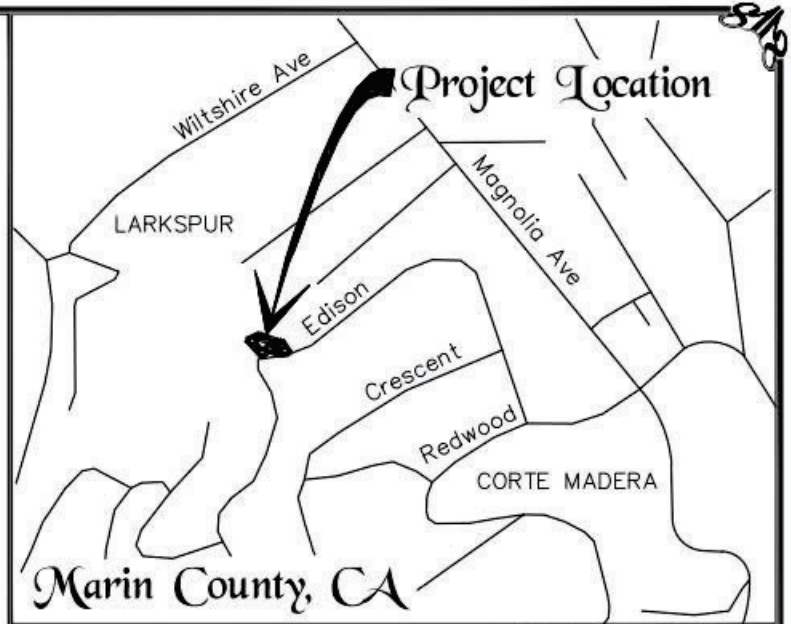 Wiltshire Ave
Project Location
Magnolia Ave
LARKSPUR
Edison
Crescent
Redwood
CORTE MADERA
Marin County, CA